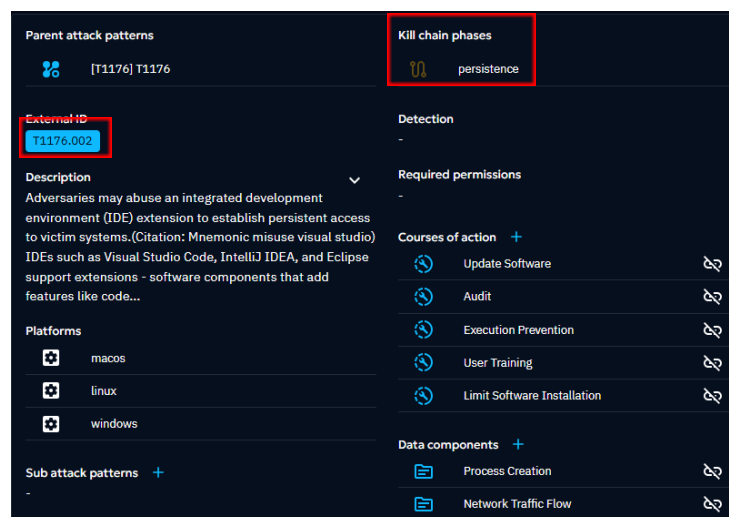 Parent attack patterns
[T1176] T1176
External ID
T1176.002
Description
Adversaries may abuse an integrated development
environment (IDE) extension to establish persistent access
to victim systems.(Citation: Mnemonic misuse visual studio)
IDEs such as Visual Studio Code, IntelliJ IDEA, and Eclipse
support extensions - software components that add
features like code...
Platforms
macos
linux
windows
Sub attack patterns +
-
Kill chain phases
persistence
Detection
-
Required permissions
-
Courses of action +
Update Software
Audit
Execution Prevention
User Training
Limit Software Installation
Data components +
Process Creation
Network Traffic Flow